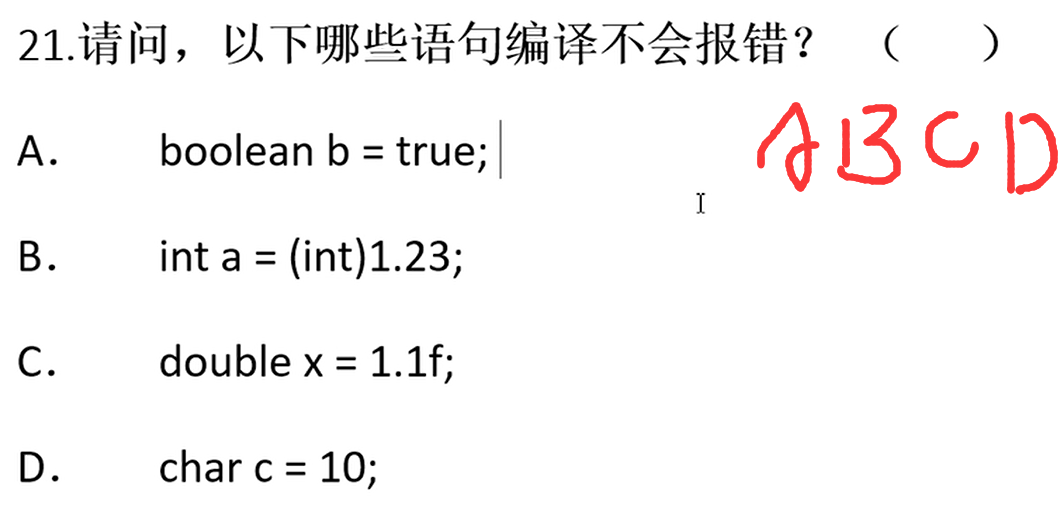 21.请问，以下哪些语句编译不会报错？ （ ）
A. boolean b = true;
ABCD
B. int a = (int)1.23;
C. double x = 1.1f;
D. char c = 10;